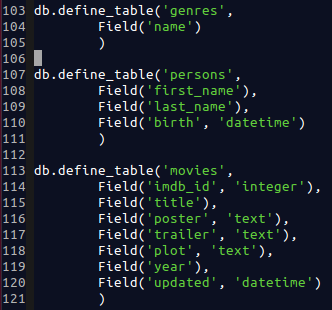 103 db.define_table('genres',
104         Field('name')
105         )
106
107 db.define_table('persons',
108         Field('first_name'),
109         Field('last_name'),
110         Field('birth', 'datetime')
111         )
112
113 db.define_table('movies',
114         Field('imdb_id', 'integer'),
115         Field('title'),
116         Field('poster', 'text'),
117         Field('trailer', 'text'),
118         Field('plot', 'text'),
119         Field('year'),
120         Field('updated', 'datetime')
121         )